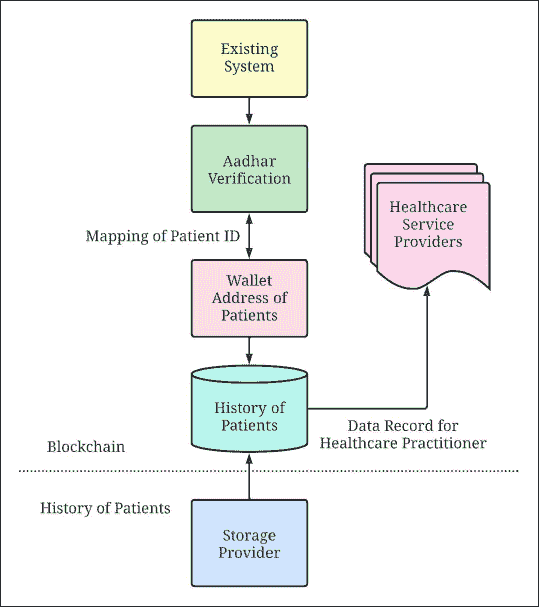 Existing
System
Aadhar
Verification
Mapping of Patient ID
Healthcare
Service
Providers
Wallet
Address of
Patients
History of
Patients
Data Record for
Healthcare Practitioner
Blockchain
History of Patients
Storage
Provider